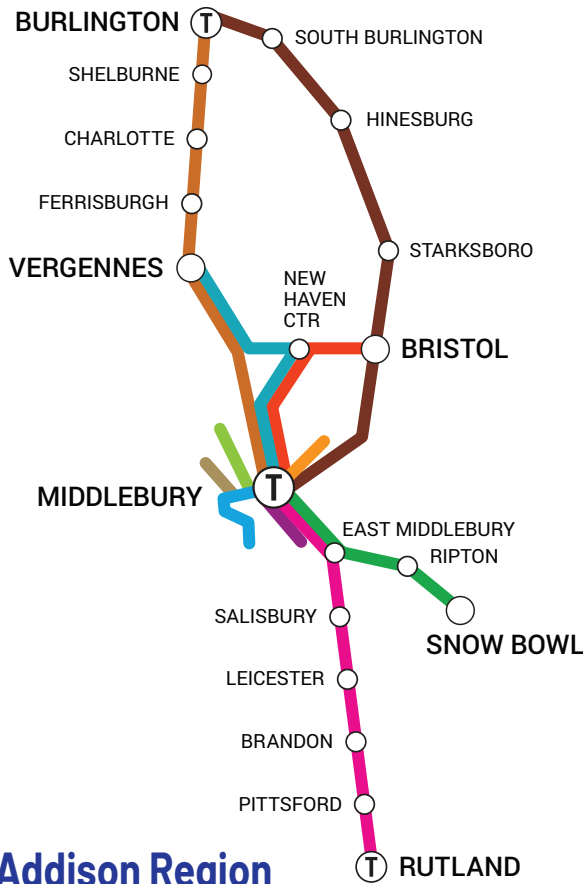 BURLINGTON
T
SOUTH BURLINGTON
SHELBURNE
HINESBURG
CHARLOTTE
FERRISBURGH
STARKSBORO
VERGENNES
NEW
HAVEN
CTR
BRISTOL
MIDDLEBURY
T
EAST MIDDLEBURY
RIPTON
SALISBURY
SNOW BOWL
LEICESTER
BRANDON
PITTSFORD
Addison Region
T
RUTLAND